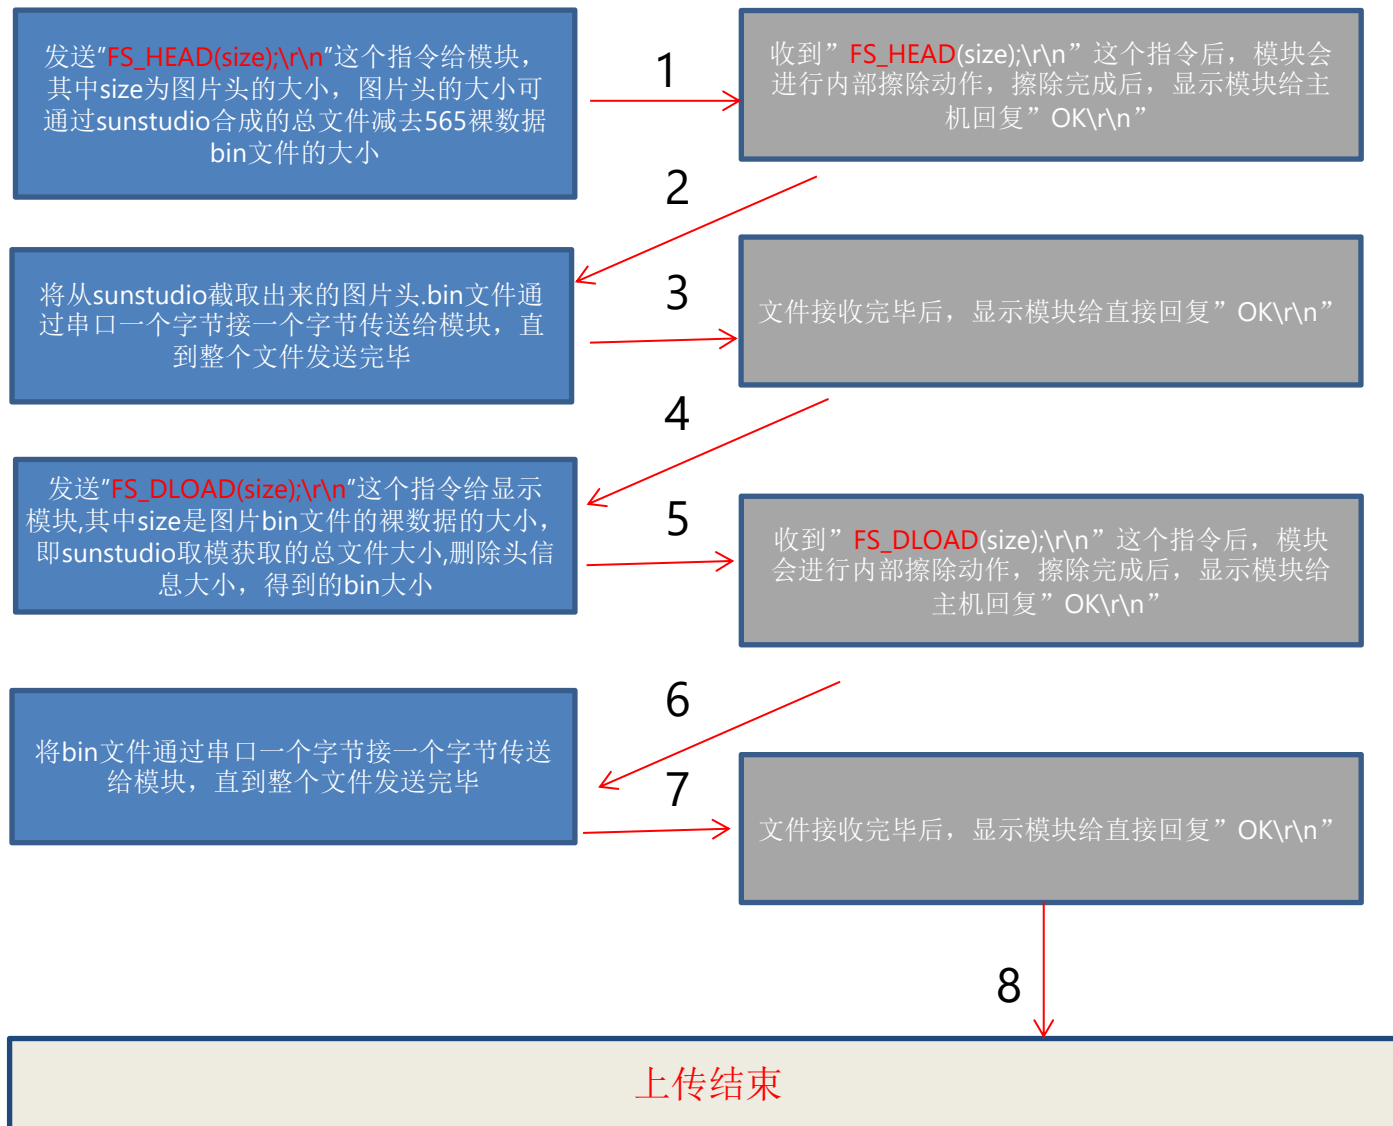 发送"FS_HEAD(size);\r\n"这个指令给模块，
其中size为图片头的大小，图片头的大小可
通过sunstudio合成的总文件减去565裸数据
bin文件的大小
1
收到”FS_HEAD(size);\r\n”这个指令后，模块会
进行内部擦除动作，擦除完成后，显示模块给主
机回复”OK\r\n”
2
将从sunstudio截取出来的图片头.bin文件通
过串口一个字节接一个字节传送给模块，直
到整个文件发送完毕
3
文件接收完毕后，显示模块给直接回复”OK\r\n”
4
发送"FS_DLOAD(size);\r\n"这个指令给显示
模块,其中size是图片bin文件的裸数据的大小，
即sunstudio取模获取的总文件大小,删除头信
息大小，得到的bin大小
5
收到”FS_DLOAD(size);\r\n”这个指令后，模块
会进行内部擦除动作，擦除完成后，显示模块给
主机回复”OK\r\n”
6
将bin文件通过串口一个字节接一个字节传送
给模块，直到整个文件发送完毕
7
文件接收完毕后，显示模块给直接回复”OK\r\n”
8
上传结束